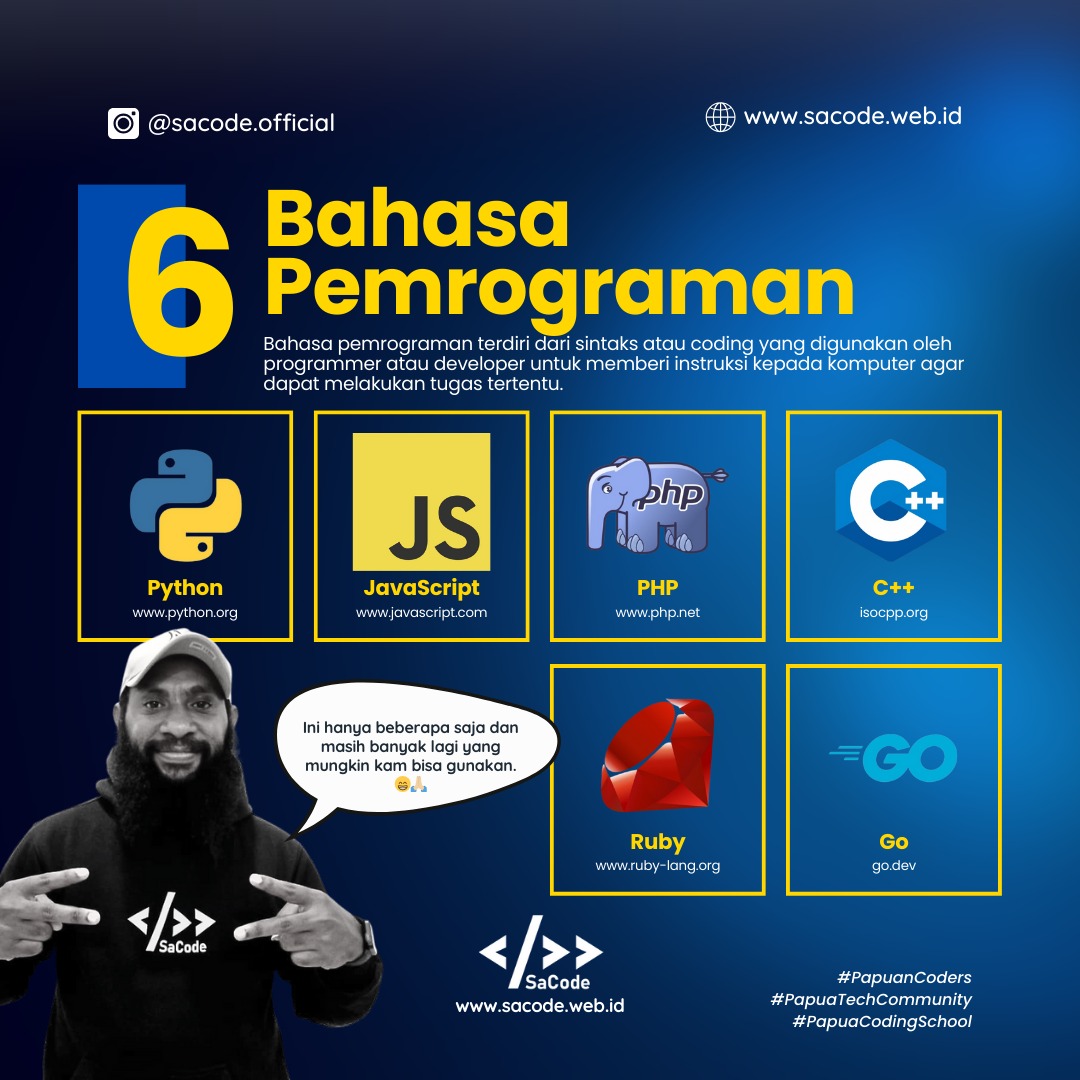 @sacode.official
www.sacode.web.id
6
Bahasa
Pemrograman
Bahasa pemrograman terdiri dari sintaks atau coding yang digunakan oleh
programmer atau developer untuk memberi instruksi kepada komputer agar
dapat melakukan tugas tertentu.
JS
php
C++
Python
JavaScript
PHP
C++
www.python.org
www.javascript.com
www.php.net
isocpp.org
Ini hanya beberapa saja dan
masih banyak lagi yang
mungkin kam bisa gunakan.
😁🙏🏻
GO
Ruby
Go
www.ruby-lang.org
go.dev
</>>
SaCode
</>>
SaCode
www.sacode.web.id
#PapuanCoders
#PapuaTechCommunity
#PapuaCodingSchool